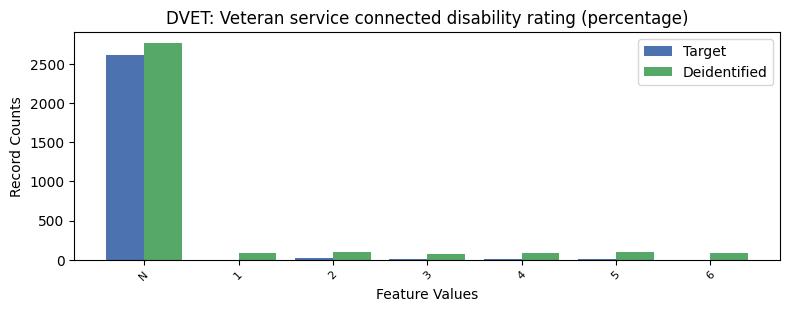 DVET: Veteran service connected disability rating (percentage)
Target
Deidentified
Record Counts
2500
2000
1500
1000
500
0
N 1 2 3 4 5 6
Feature Values